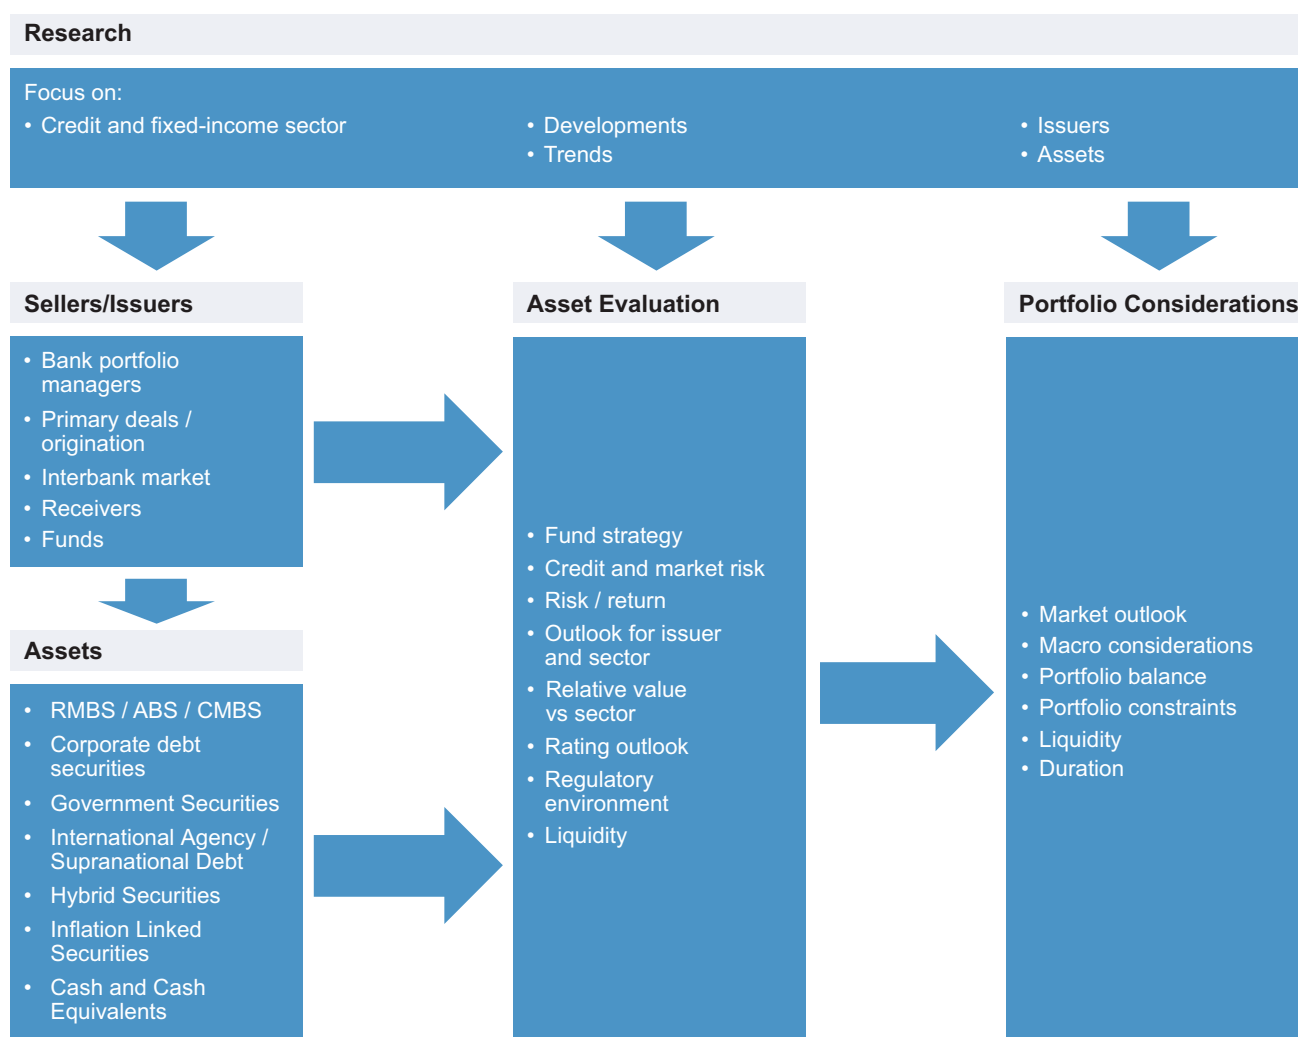 Research
Focus on:
• Credit and fixed-income sector
• Developments
• Trends
• Issuers
• Assets
Sellers/Issuers
• Bank portfolio
managers
• Primary deals /
origination
• Interbank market
• Receivers
• Funds
Assets
• RMBS / ABS / CMBS
• Corporate debt
securities
• Government Securities
• International Agency /
Supranational Debt
• Hybrid Securities
• Inflation Linked
Securities
• Cash and Cash
Equivalents
Asset Evaluation
• Fund strategy
• Credit and market risk
• Risk / return
• Outlook for issuer
and sector
• Relative value
vs sector
• Rating outlook
• Regulatory
environment
• Liquidity
Portfolio Considerations
• Market outlook
• Macro considerations
• Portfolio balance
• Portfolio constraints
• Liquidity
• Duration